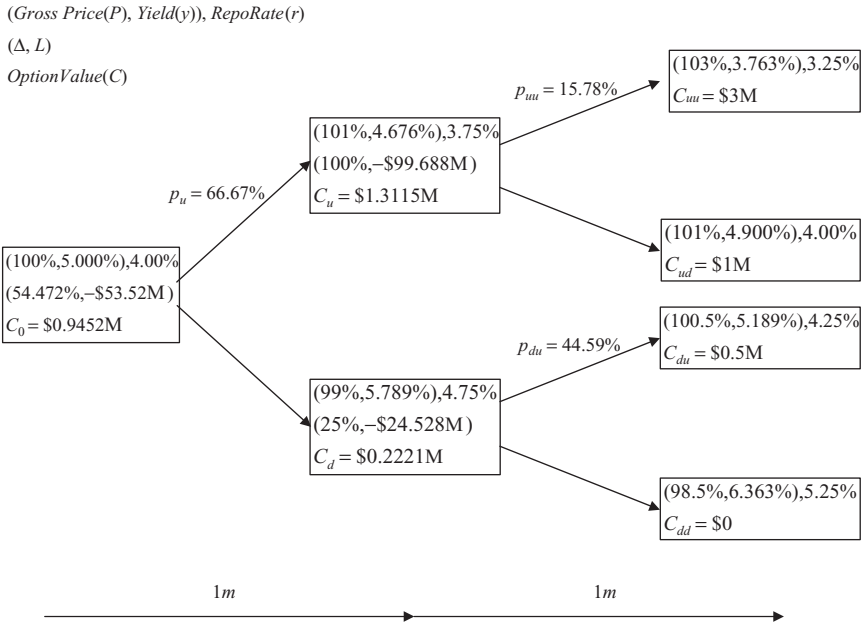 (Gross Price(P), Yield(y)), RepoRate(r)
(Δ, L)
OptionValue(C)
(103%,3.763%),3.25%
C_uu = $3M
p_uu = 15.78%
(101%,4.676%),3.75%
(100%,–$99.688M)
C_u = $1.3115M
p_u = 66.67%
(101%,4.900%),4.00%
C_ud = $1M
(100%,5.000%),4.00%
(54.472%,–$53.52M)
C_0 = $0.9452M
(100.5%,5.189%),4.25%
C_du = $0.5M
p_du = 44.59%
(99%,5.789%),4.75%
(25%,–$24.528M)
C_d = $0.2221M
(98.5%,6.363%),5.25%
C_dd = $0
1m
1m